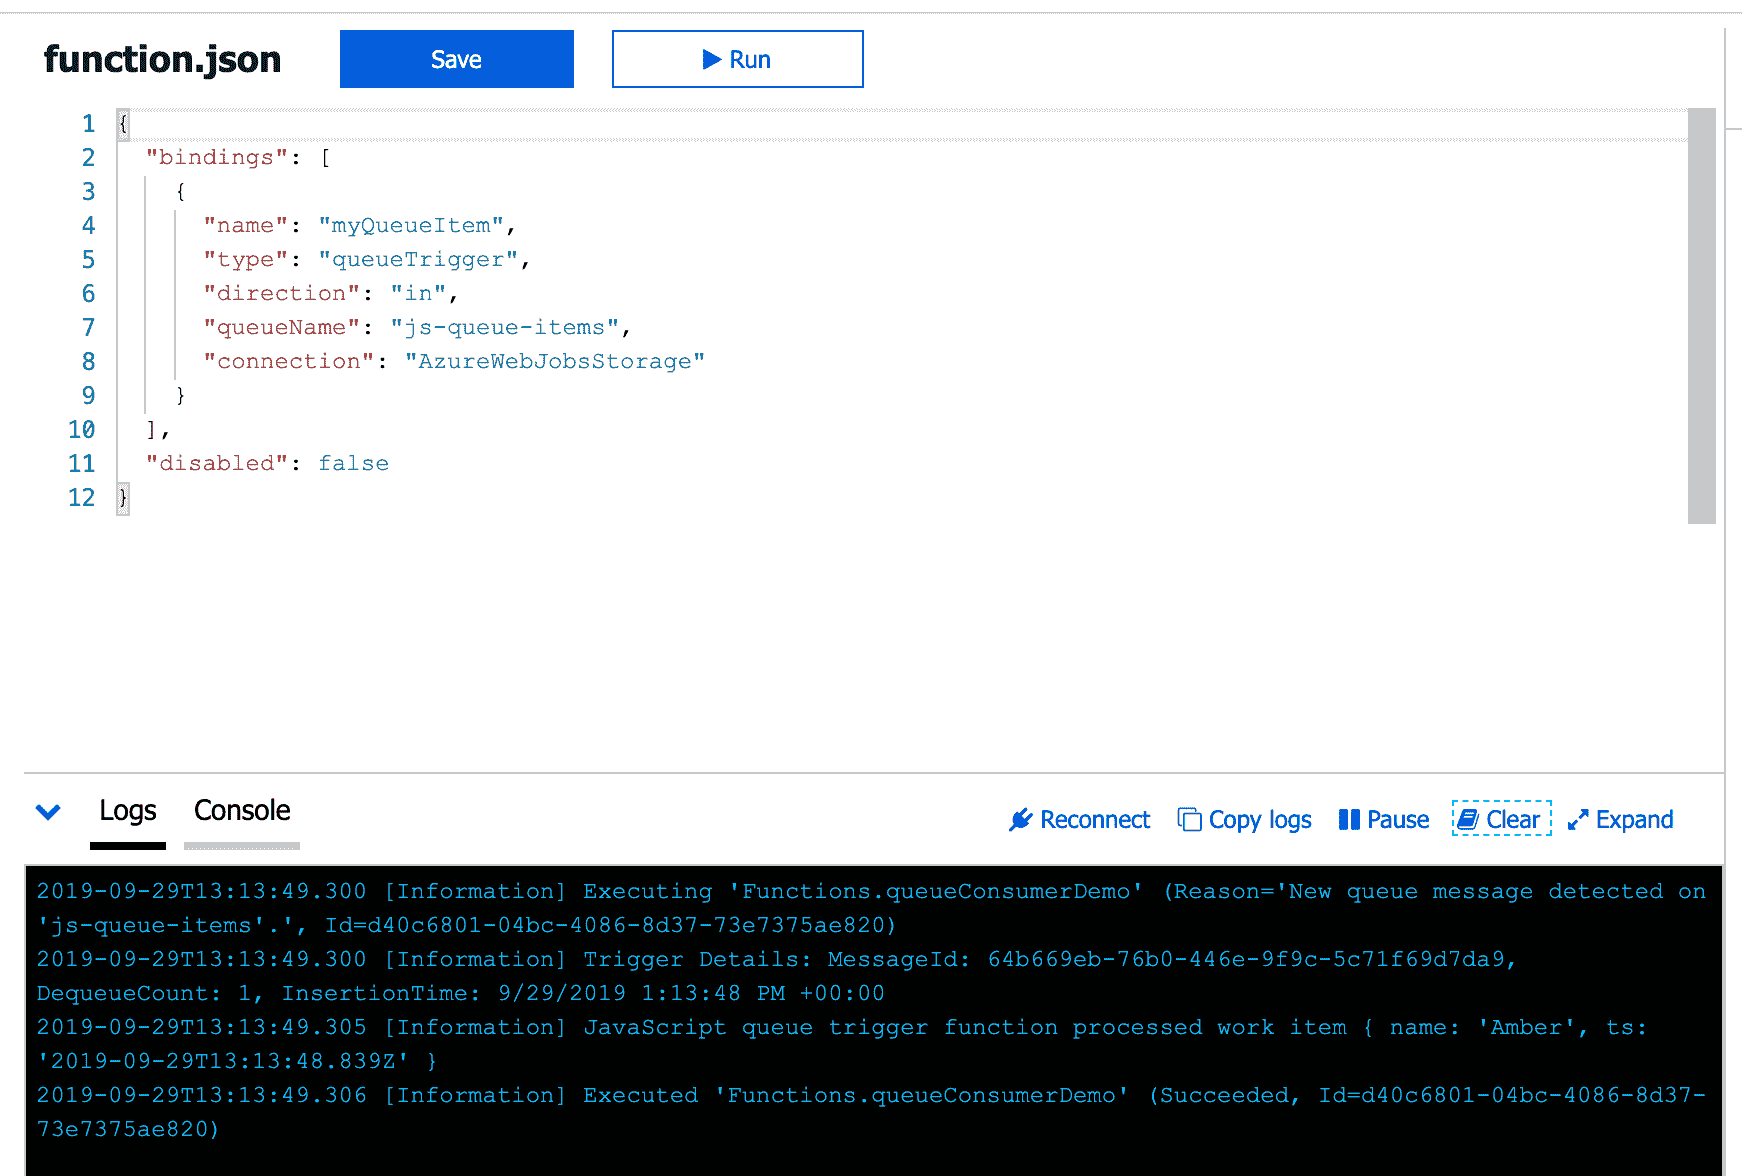 function.json
Save
Run
1 {
2 "bindings": [
3 {
4 "name": "myQueueItem",
5 "type": "queueTrigger",
6 "direction": "in",
7 "queueName": "js-queue-items",
8 "connection": "AzureWebJobsStorage"
9 }
10 ],
11 "disabled": false
12 }
Logs
Console
Reconnect
Copy logs
Pause
Clear
Expand
2019-09-29T13:13:49.300 [Information] Executing 'Functions.queueConsumerDemo' (Reason='New queue message detected on
'js-queue-items'.', Id=d40c6801-04bc-4086-8d37-73e7375ae820)
2019-09-29T13:13:49.300 [Information] Trigger Details: MessageId: 64b669eb-76b0-446e-9f9c-5c71f69d7da9,
DequeueCount: 1, InsertionTime: 9/29/2019 1:13:48 PM +00:00
2019-09-29T13:13:49.305 [Information] JavaScript queue trigger function processed work item { name: 'Amber', ts:
'2019-09-29T13:13:48.839Z' }
2019-09-29T13:13:49.306 [Information] Executed 'Functions.queueConsumerDemo' (Succeeded, Id=d40c6801-04bc-4086-8d37-
73e7375ae820)